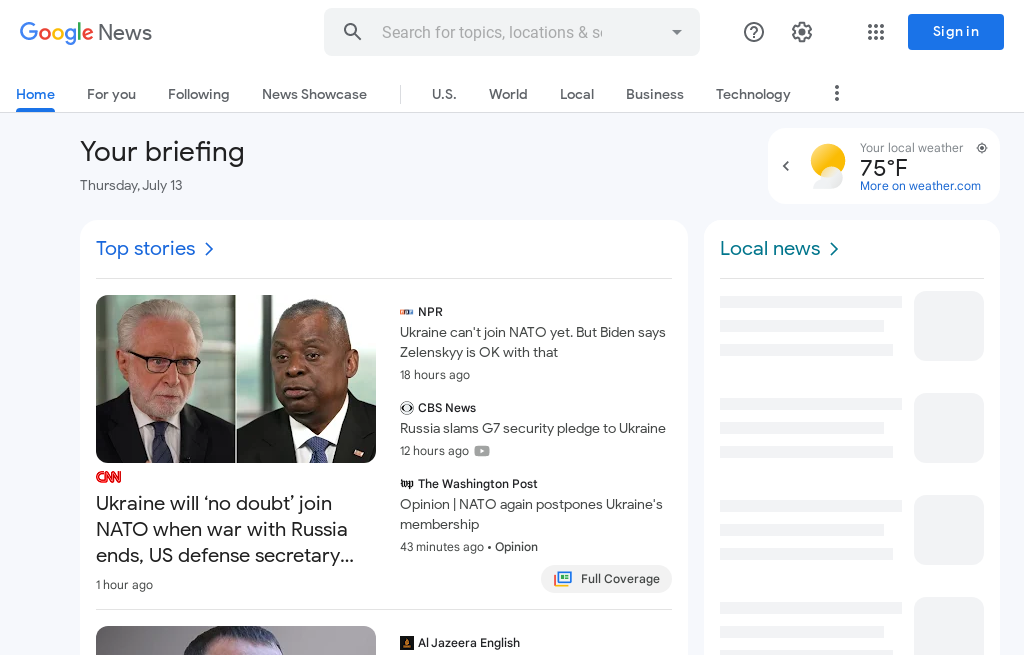 Google News
Search for topics, locations & so
Sign in
Home
For you
Following
News Showcase
U.S.
World
Local
Business
Technology
Your briefing
Thursday, July 13
Your local weather
75°F
More on weather.com
Top stories
CNN
Ukraine will ‘no doubt’ join
NATO when war with Russia
ends, US defense secretary...
1 hour ago
NPR
Ukraine can't join NATO yet. But Biden says
Zelenskyy is OK with that
18 hours ago
CBS News
Russia slams G7 security pledge to Ukraine
12 hours ago
The Washington Post
Opinion | NATO again postpones Ukraine's
membership
43 minutes ago • Opinion
Full Coverage
Al Jazeera English
Local news